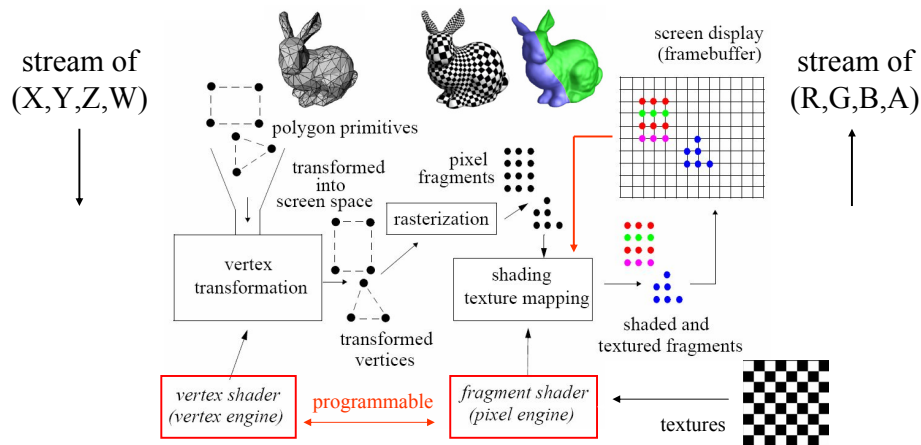 stream of
(X,Y,Z,W)
polygon primitives
transformed
into
screen space
vertex
transformation
transformed
vertices
rasterization
pixel
fragments
shading
texture mapping
shaded and
textured fragments
screen display
(framebuffer)
stream of
(R,G,B,A)
vertex shader
(vertex engine)
programmable
fragment shader
(pixel engine)
textures